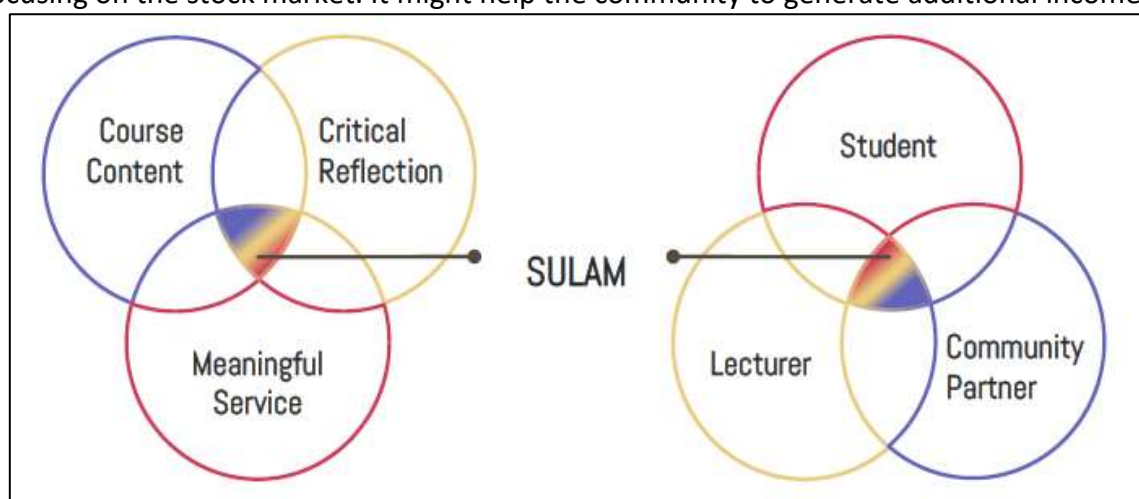 ocusing on the stock market. It might help the community to generate additional income
Course
Content
Critical
Reflection
Meaningful
Service
SULAM
Student
Lecturer
Community
Partner